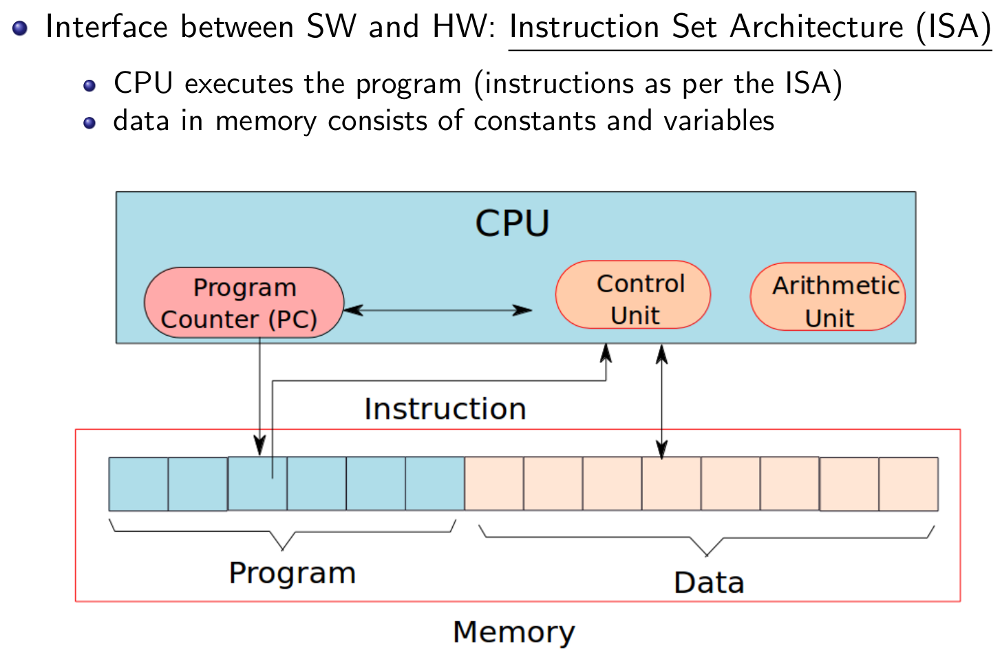 Interface between SW and HW: Instruction Set Architecture (ISA)
CPU executes the program (instructions as per the ISA)
data in memory consists of constants and variables
CPU
Program
Counter (PC)
Control
Unit
Arithmetic
Unit
Instruction
Program
Data
Memory